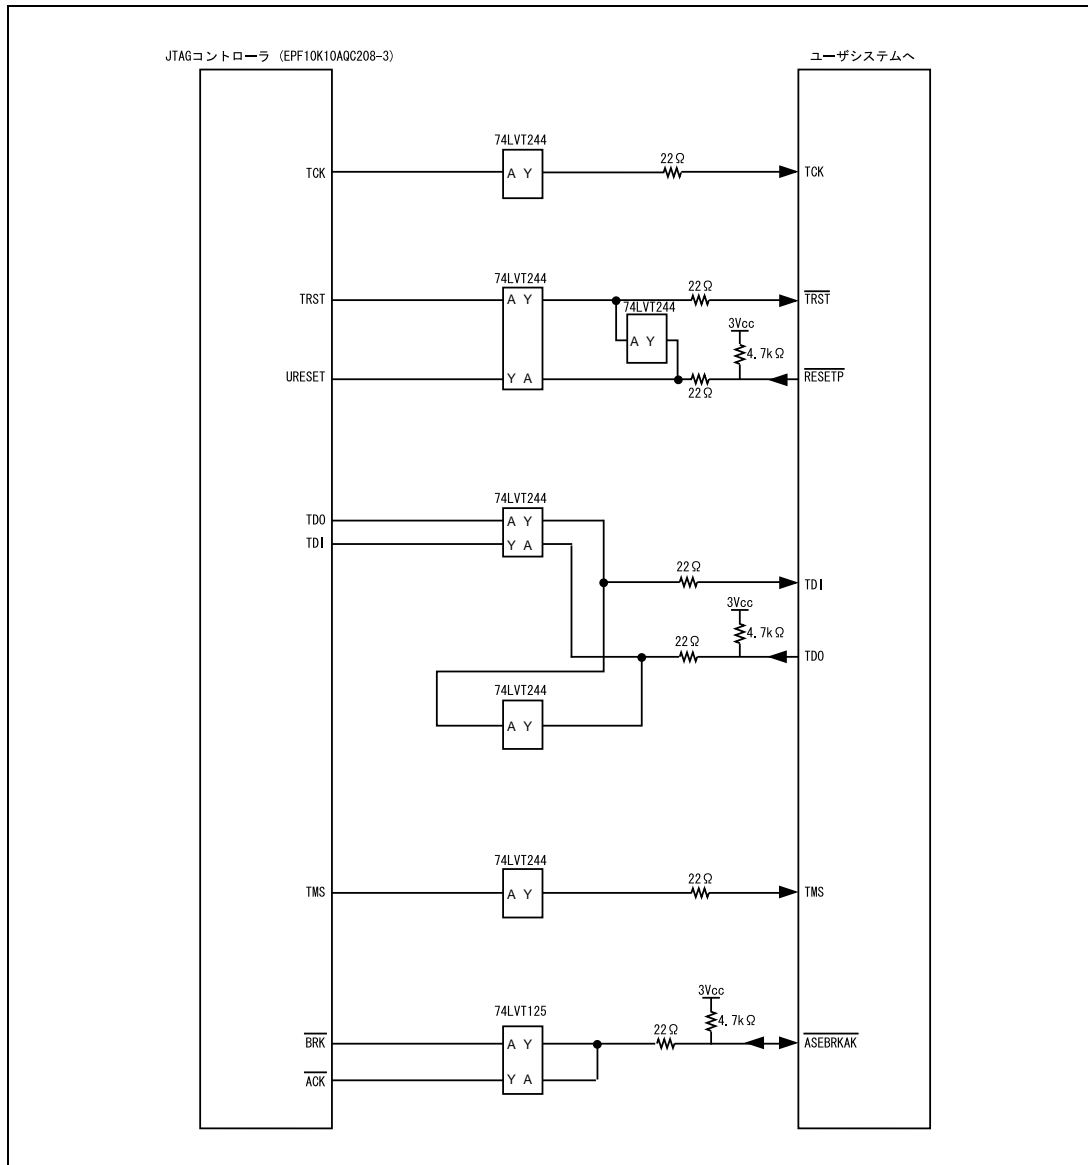 JTAGコントローラ (EPF10K10AQC208-3)
ユーザシステムへ
74LVT244
22Ω
TCK
A Y
TCK
74LVT244
22Ω
TRST
A Y
TRST
74LVT244
3Vcc
A Y
4.7kΩ
URESET
Y A
RESETP
22Ω
74LVT244
TDO
A Y
TDI
Y A
22Ω
TDI
3Vcc
22Ω
4.7kΩ
TDO
74LVT244
A Y
74LVT244
22Ω
TMS
A Y
TMS
3Vcc
74LVT125
4.7kΩ
22Ω
BRK
A Y
ASEBRKAK
ACK
Y A